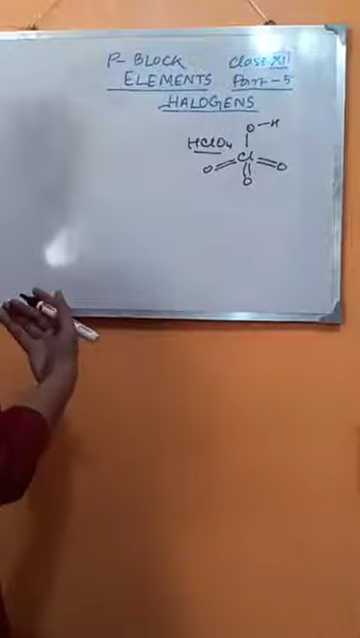 P-BLOCK Class XII
ELEMENTS Part-5
HALOGENS
O-H
HClO4 Cl
O O
O